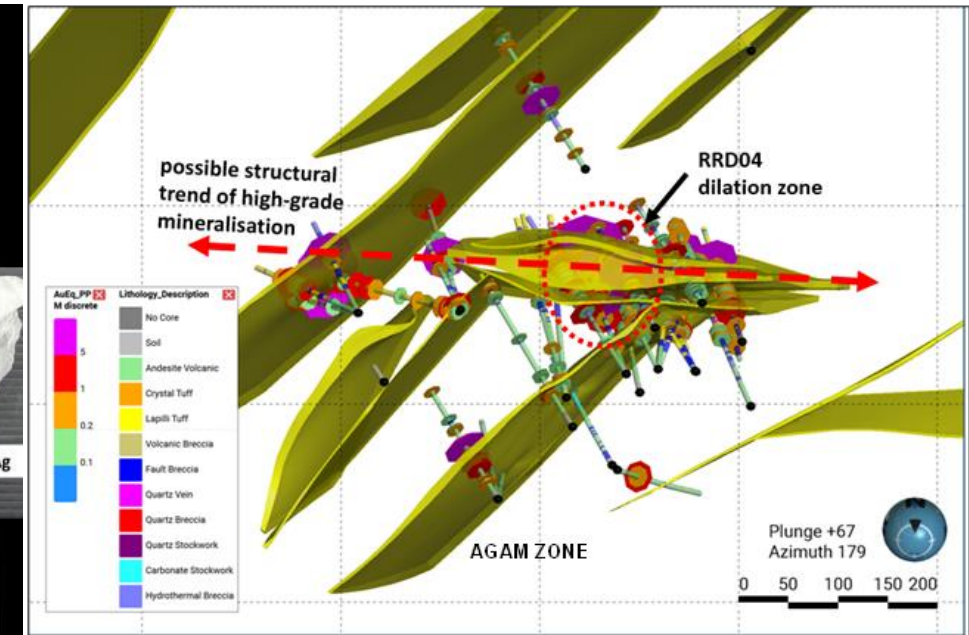 possible structural
trend of high-grade
mineralisation
RRD04
dilation zone
AuEq_PP
M discrete
5
1
0.2
0.1
Lithology_Description
No Core
Soil
Andesite Volcanic
Crystal Tuff
Lapilli Tuff
Volcanic Breccia
Fault Breccia
Quartz Vein
Quartz Breccia
Quartz Stockwork
Carbonate Stockwork
Hydrothermal Breccia
AGAM ZONE
Plunge +67
Azimuth 179
0 50 100 150 200